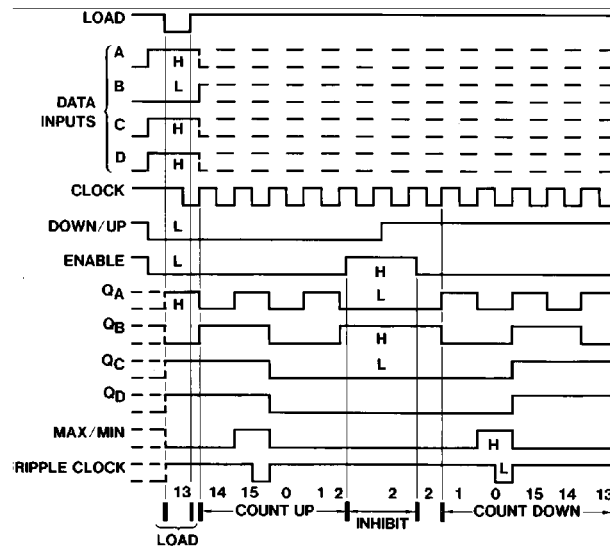 LOAD
A
H
B
L
DATA
INPUTS
C
H
D
H
CLOCK
DOWN/UP
L
ENABLE
L
H
QA
H
L
QB
H
QC
L
QD
MAX/MIN
H
RIPPLE CLOCK
L
13 14 15 0 1 2 2 2 1 0 15 14 13
COUNT UP
INHIBIT
COUNT DOWN
LOAD